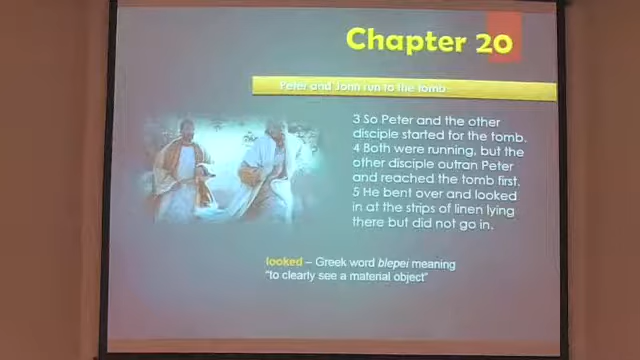 Chapter 20
Peter and John run to the tomb
3 So Peter and the other
disciple started for the tomb.
4 Both were running, but the
other disciple outran Peter
and reached the tomb first.
5 He bent over and looked
in at the strips of linen lying
there but did not go in.
looked – Greek word blepei meaning
"to clearly see a material object"